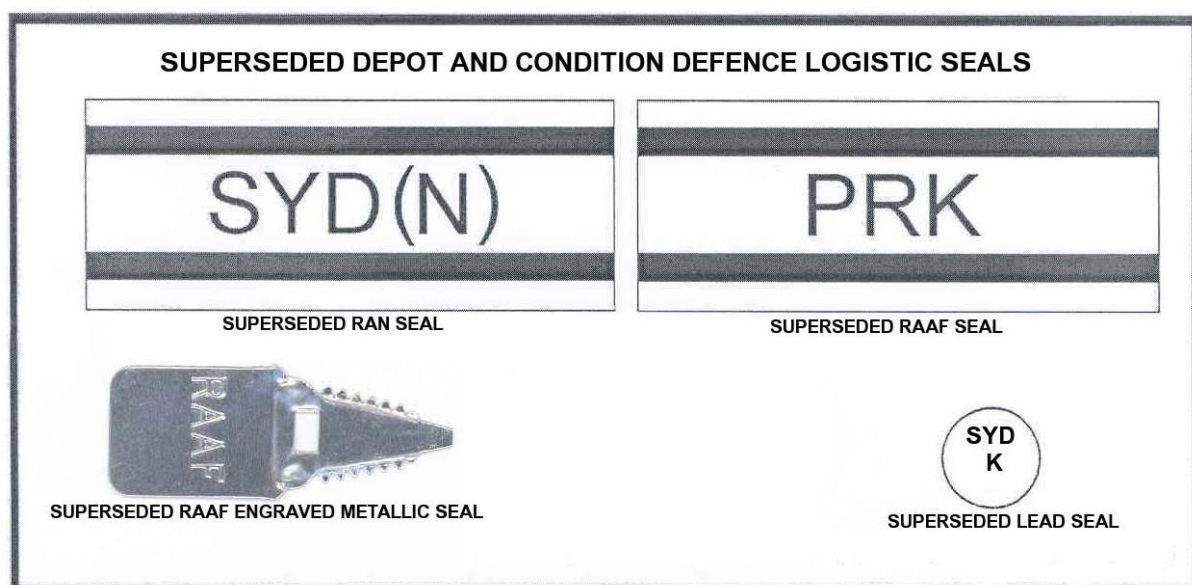 SUPERSEDED DEPOT AND CONDITION DEFENCE LOGISTIC SEALS
SYD(N)
PRK
SUPERSEDED RAN SEAL
SUPERSEDED RAAF SEAL
RAAF
SUPERSEDED RAAF ENGRAVED METALLIC SEAL
SYD
K
SUPERSEDED LEAD SEAL